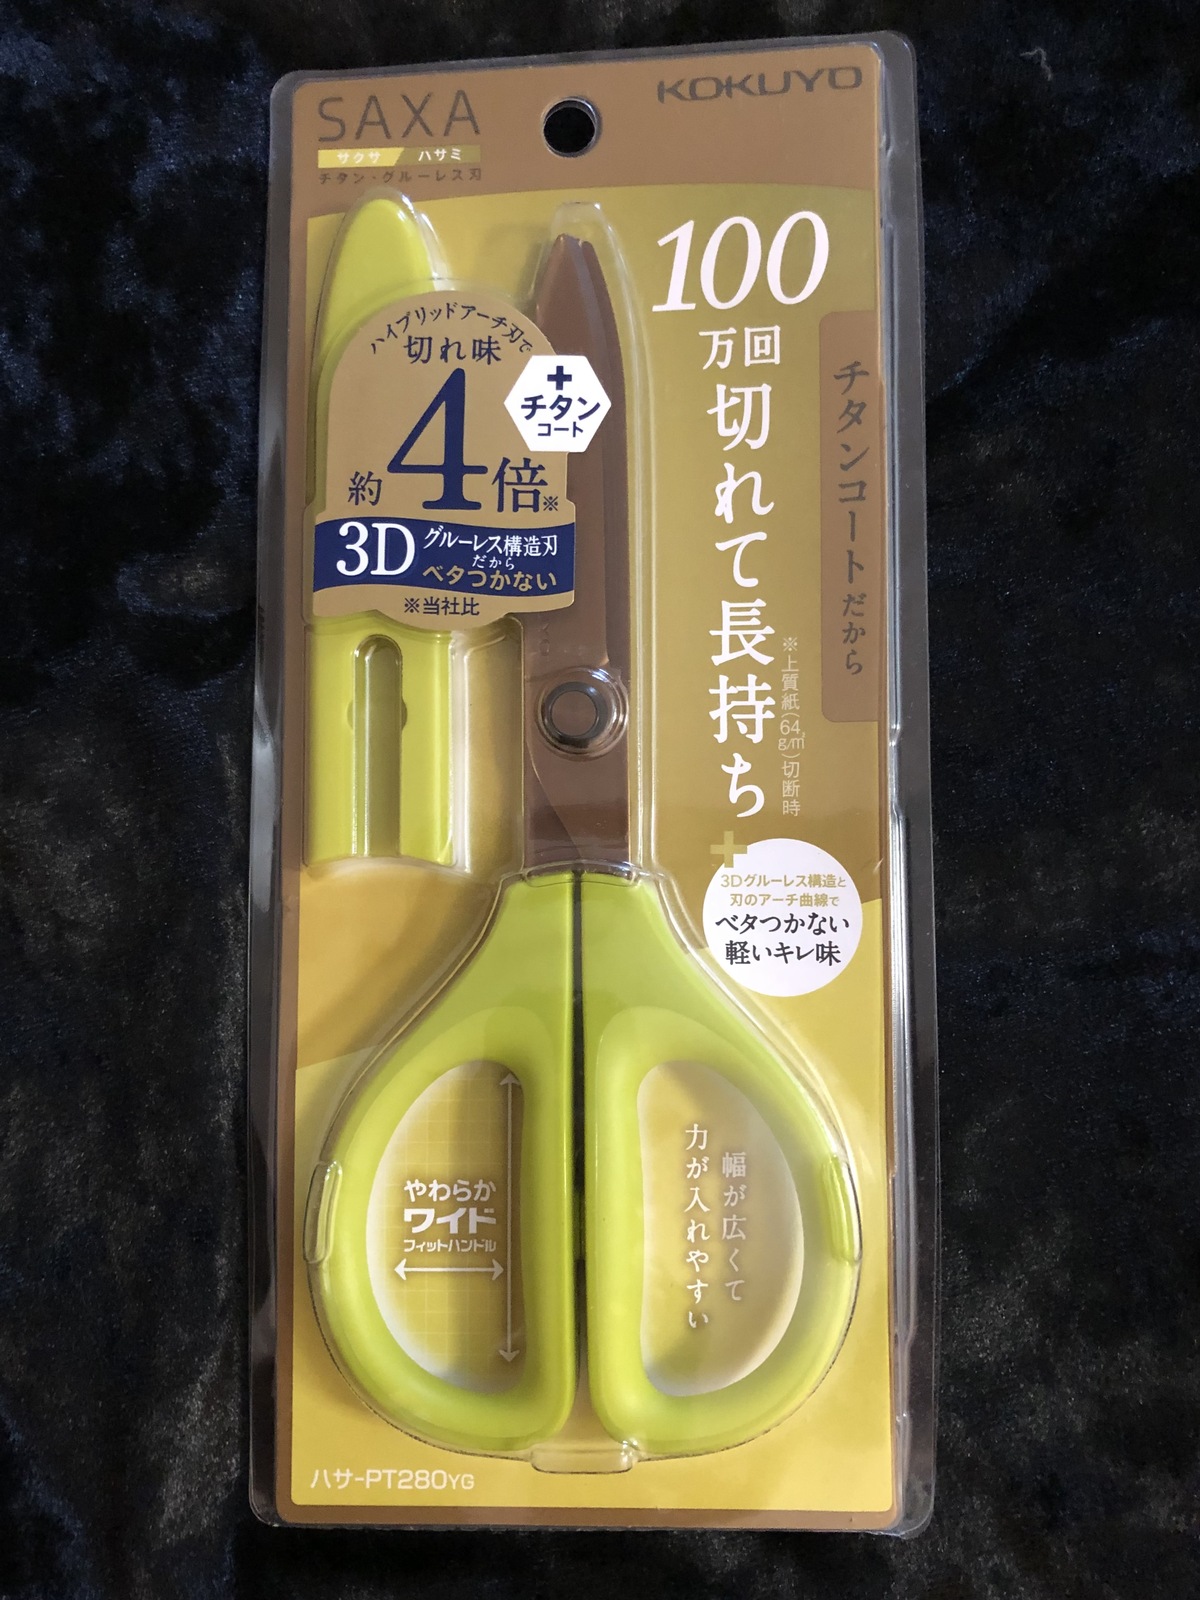 SAXA
サクサ ハサミ
チタン・グルーレス刃
KOKUYO
ハイブリッドアーチ刃で
切れ味
約4倍※
+
チタン
コート
3D グルーレス構造刃
だから
ベタつかない
※当社比
100
万回
切れて長持ち
※上質紙(64g/㎡)切断時
チタンコートだから
+
3Dグルーレス構造と
刃のアーチ曲線で
ベタつかない
軽いキレ味
やわらか
ワイド
フィットハンドル
幅が広くて
力が入れやすい
ハサ-PT280YG